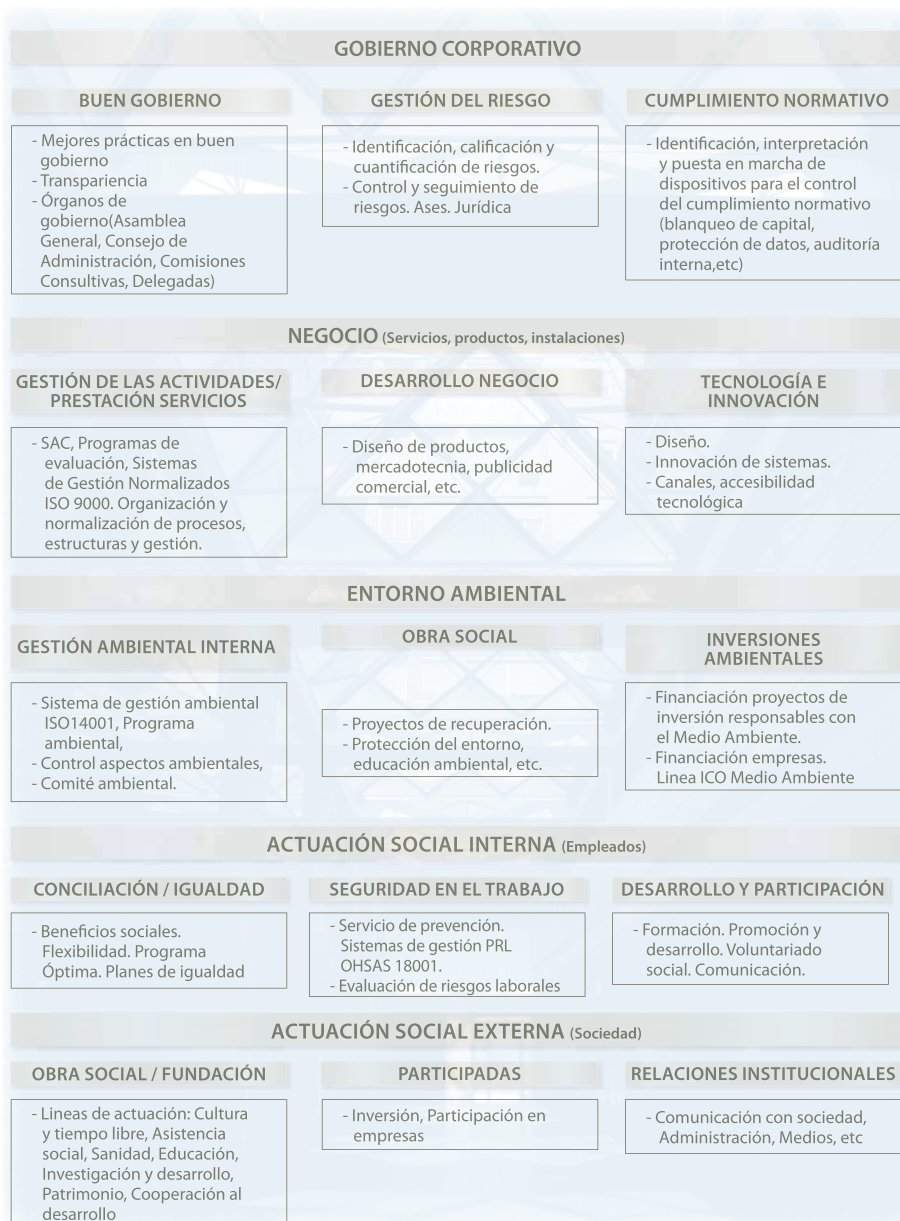 GOBIERNO CORPORATIVO
BUEN GOBIERNO
- Mejores prácticas en buen
gobierno
- Transparencia
- Órganos de
gobierno(Asamblea
General, Consejo de
Administración, Comisiones
Consultivas, Delegadas)
GESTIÓN DEL RIESGO
- Identificación, calificación y
cuantificación de riesgos.
- Control y seguimiento de
riesgos. Ases. Jurídica
CUMPLIMIENTO NORMATIVO
- Identificación, interpretación
y puesta en marcha de
dispositivos para el control
del cumplimiento normativo
(blanqueo de capital,
protección de datos, auditoría
interna,etc)
NEGOCIO (Servicios, productos, instalaciones)
GESTIÓN DE LAS ACTIVIDADES/
PRESTACIÓN SERVICIOS
- SAC, Programas de
evaluación, Sistemas
de Gestión Normalizados
ISO 9000. Organización y
normalización de procesos,
estructuras y gestión.
DESARROLLO NEGOCIO
- Diseño de productos,
mercadotecnia, publicidad
comercial, etc.
TECNOLOGÍA E
INNOVACIÓN
- Diseño.
- Innovación de sistemas.
- Canales, accesibilidad
tecnológica
ENTORNO AMBIENTAL
GESTIÓN AMBIENTAL INTERNA
- Sistema de gestión ambiental
ISO14001, Programa
ambiental,
- Control aspectos ambientales,
- Comité ambiental.
OBRA SOCIAL
- Proyectos de recuperación.
- Protección del entorno,
educación ambiental, etc.
INVERSIONES
AMBIENTALES
- Financiación proyectos de
inversión responsables con
el Medio Ambiente.
- Financiación empresas.
Linea ICO Medio Ambiente
ACTUACIÓN SOCIAL INTERNA (Empleados)
CONCILIACIÓN / IGUALDAD
- Beneficios sociales.
Flexibilidad. Programa
Óptima. Planes de igualdad
SEGURIDAD EN EL TRABAJO
- Servicio de prevención.
Sistemas de gestión PRL
OHSAS 18001.
- Evaluación de riesgos laborales
DESARROLLO Y PARTICIPACIÓN
- Formación. Promoción y
desarrollo. Voluntariado
social. Comunicación.
ACTUACIÓN SOCIAL EXTERNA (Sociedad)
OBRA SOCIAL / FUNDACIÓN
- Lineas de actuación: Cultura
y tiempo libre, Asistencia
social, Sanidad, Educación,
Investigación y desarrollo,
Patrimonio, Cooperación al
desarrollo
PARTICIPADAS
- Inversión, Participación en
empresas
RELACIONES INSTITUCIONALES
- Comunicación con sociedad,
Administración, Medios, etc